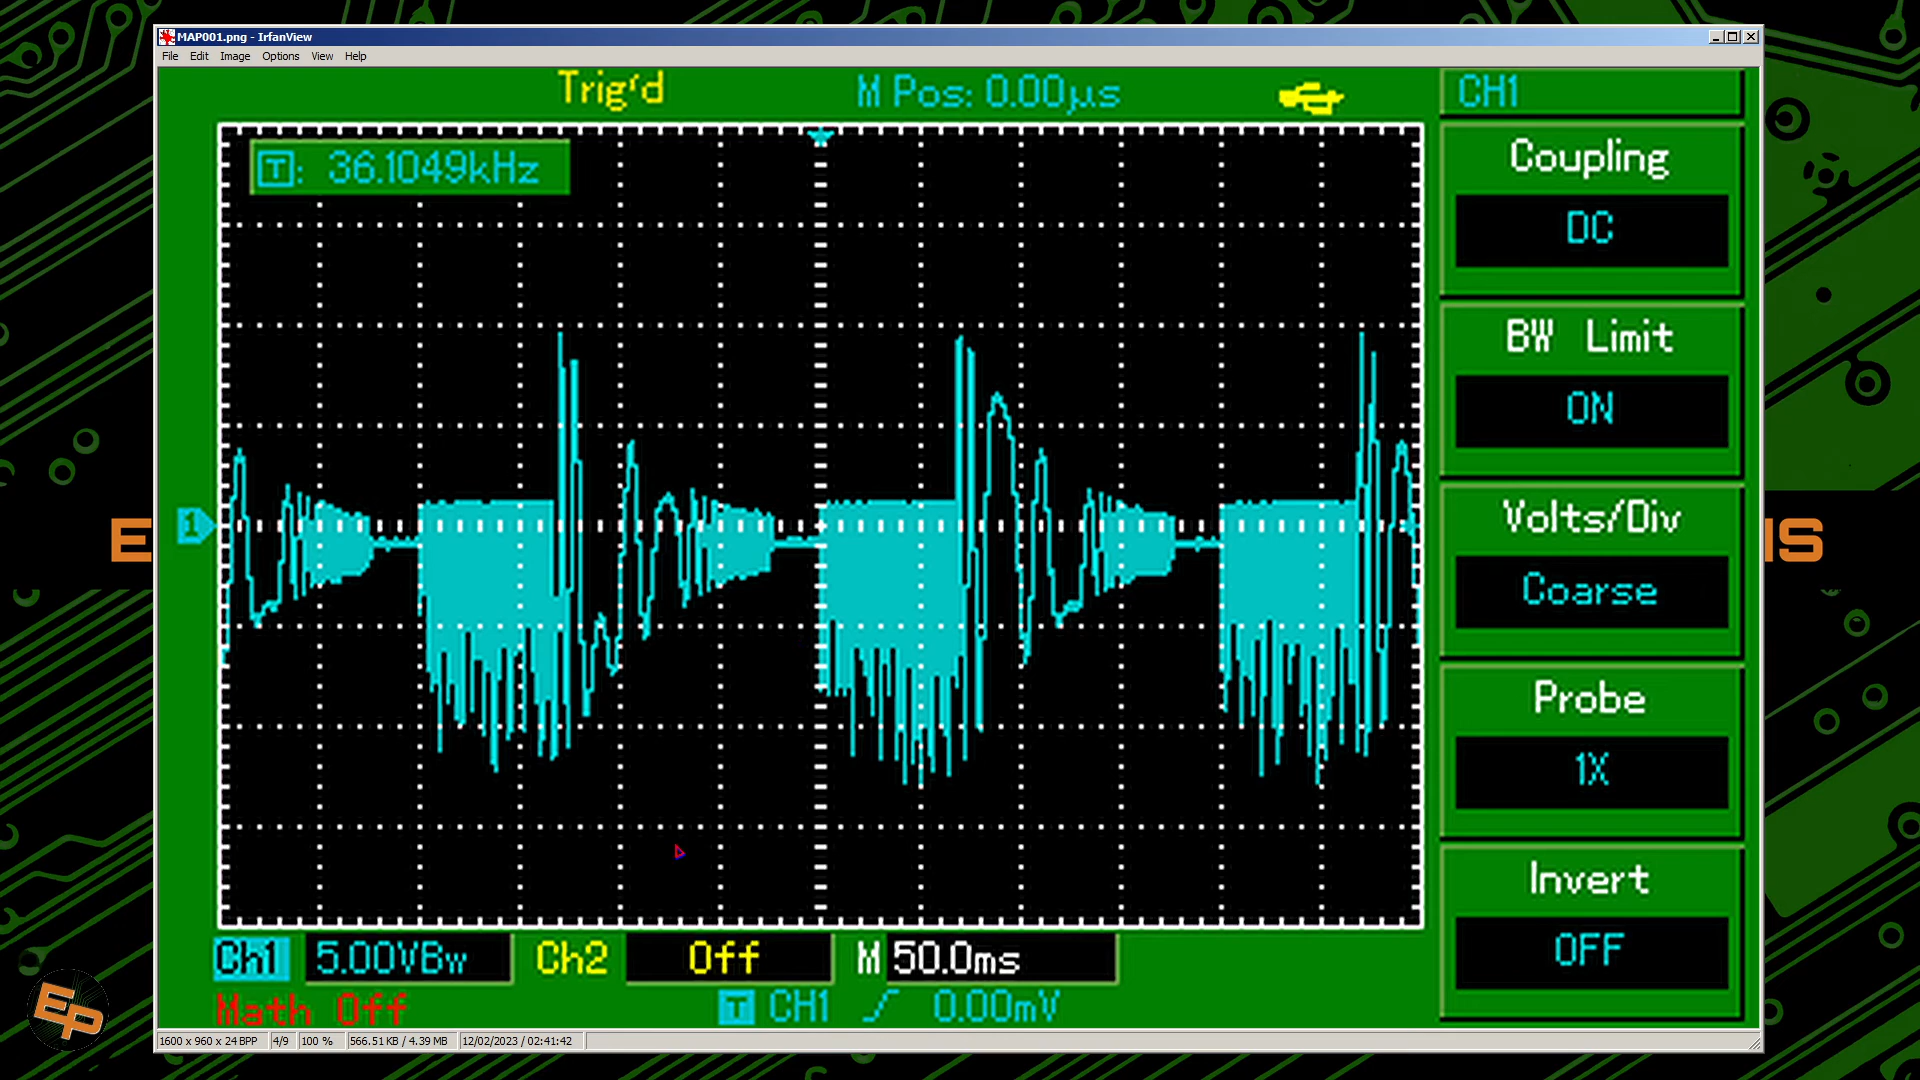 MAP001.png - IrfanView
File Edit Image Options View Help
Trig'd M Pos: 0.00µs CH1
T: 36.1049kHz
Coupling
DC
BW Limit
ON
Volts/Div
1
E
IS
Coarse
Probe
1X
Invert
OFF
Ch1 5.00VBw Ch2 Off M 50.0ms
Math Off T CH1 0.00mV
EP
1600 x 960 x 24 BPP 4/9 100 % 566.51 KB / 4.39 MB 12/02/2023 / 02:41:42